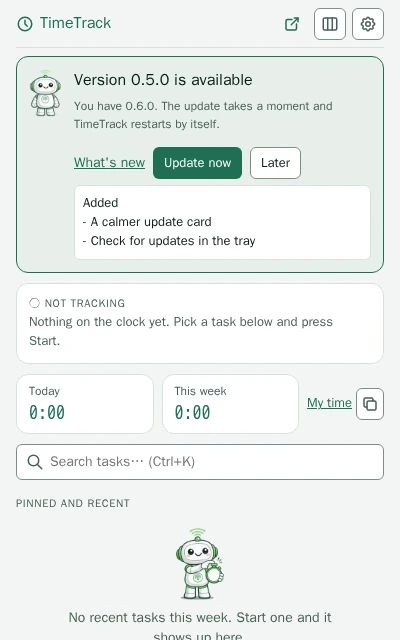 TimeTrack
Version 0.5.0 is available
You have 0.6.0. The update takes a moment and
TimeTrack restarts by itself.
What's new Update now Later
Added
- A calmer update card
- Check for updates in the tray
NOT TRACKING
Nothing on the clock yet. Pick a task below and press
Start.
Today This week
0:00 0:00 My time
Search tasks··· (Ctrl+K)
PINNED AND RECENT
No recent tasks this week. Start one and it
shows up here.